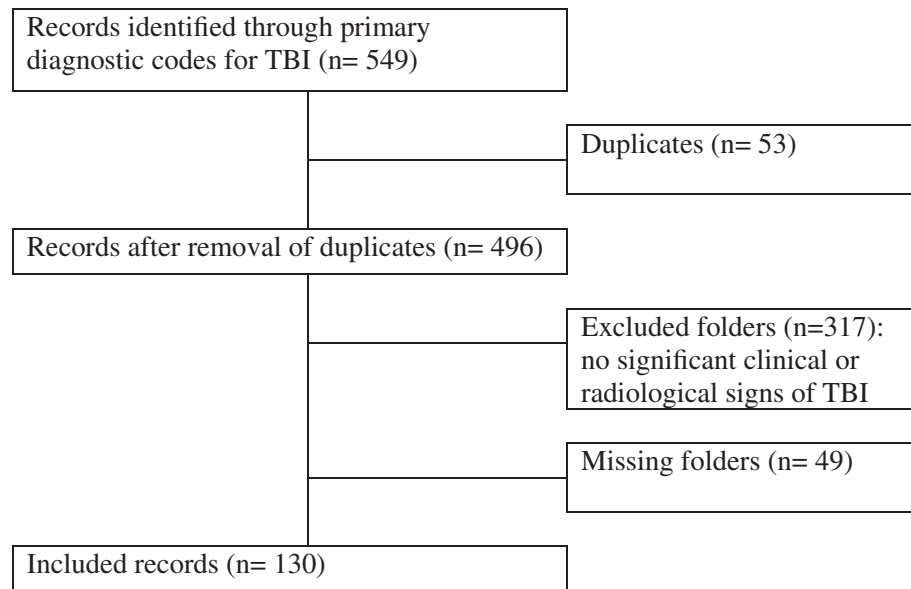 Records identified through primary
diagnostic codes for TBI (n= 549)
Duplicates (n= 53)
Records after removal of duplicates (n= 496)
Excluded folders (n=317):
no significant clinical or
radiological signs of TBI
Missing folders (n= 49)
Included records (n= 130)